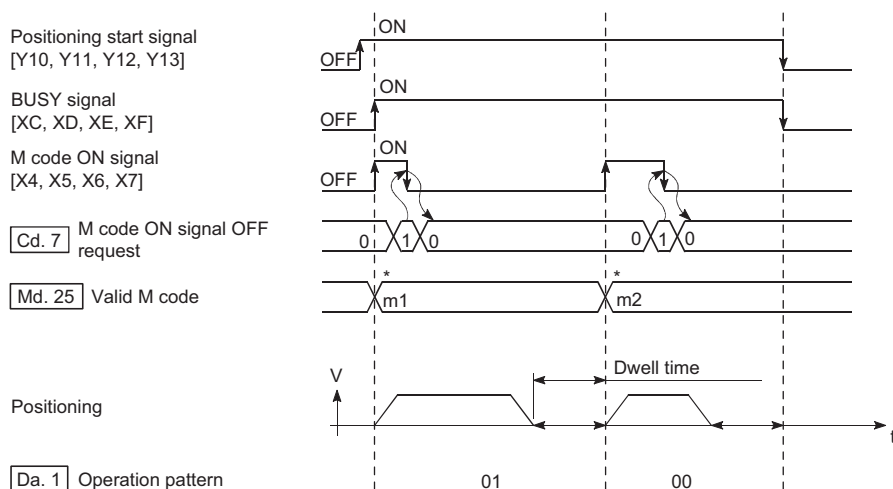 Positioning start signal
[Y10, Y11, Y12, Y13]
OFF
ON
BUSY signal
[XC, XD, XE, XF]
OFF
ON
M code ON signal
[X4, X5, X6, X7]
OFF
ON
Cd. 7 M code ON signal OFF
request
0 1 0 0 1 0
Md. 25 Valid M code
* m1 * m2
Dwell time
V
Positioning
t
Da. 1 Operation pattern 01 00